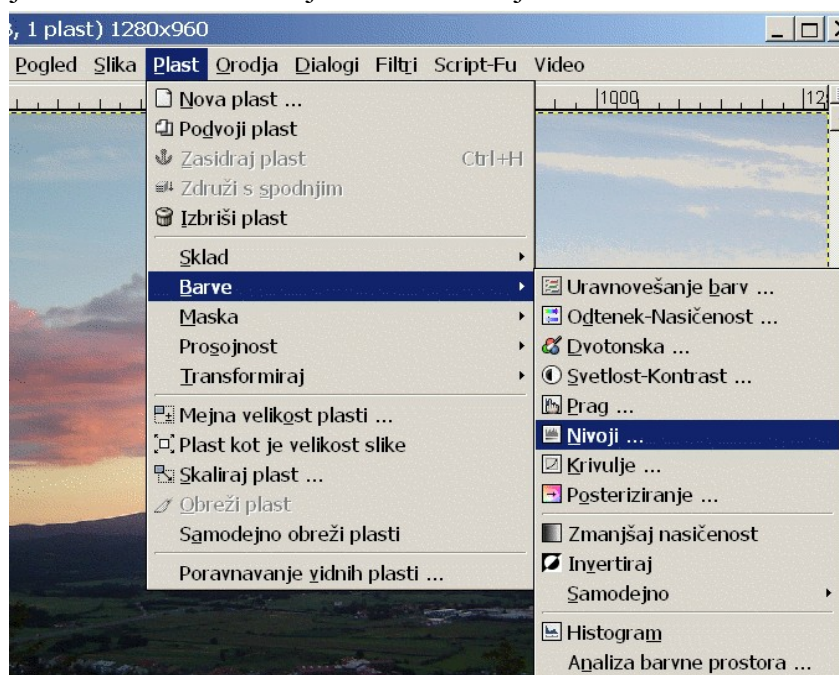 , 1 plast) 1280x960
Pogled Slika Plast Orodja Dialogi Filtri Script-Fu Video
1000
Nova plast ...
Podvoji plast
Zasidraj plast Ctrl+H
Združi s spodnjim
Izbriši plast
Sklad
Barve
Maska
Prosojnost
Transformiraj
Mejna velikost plasti ...
Plast kot je velikost slike
Skaliraj plast ...
Obreži plast
Samodejno obreži plasti
Poravnavanje vidnih plasti ...
Uravnovešanje barv ...
Odtenek-Nasičenost ...
Dvotonska ...
Svetlost-Kontrast ...
Prag ...
Nivoji ...
Krivulje ...
Posteriziranje ...
Zmanjšaj nasičenost
Invertiraj
Samodejno
Histogram
Analiza barvne prostora ...